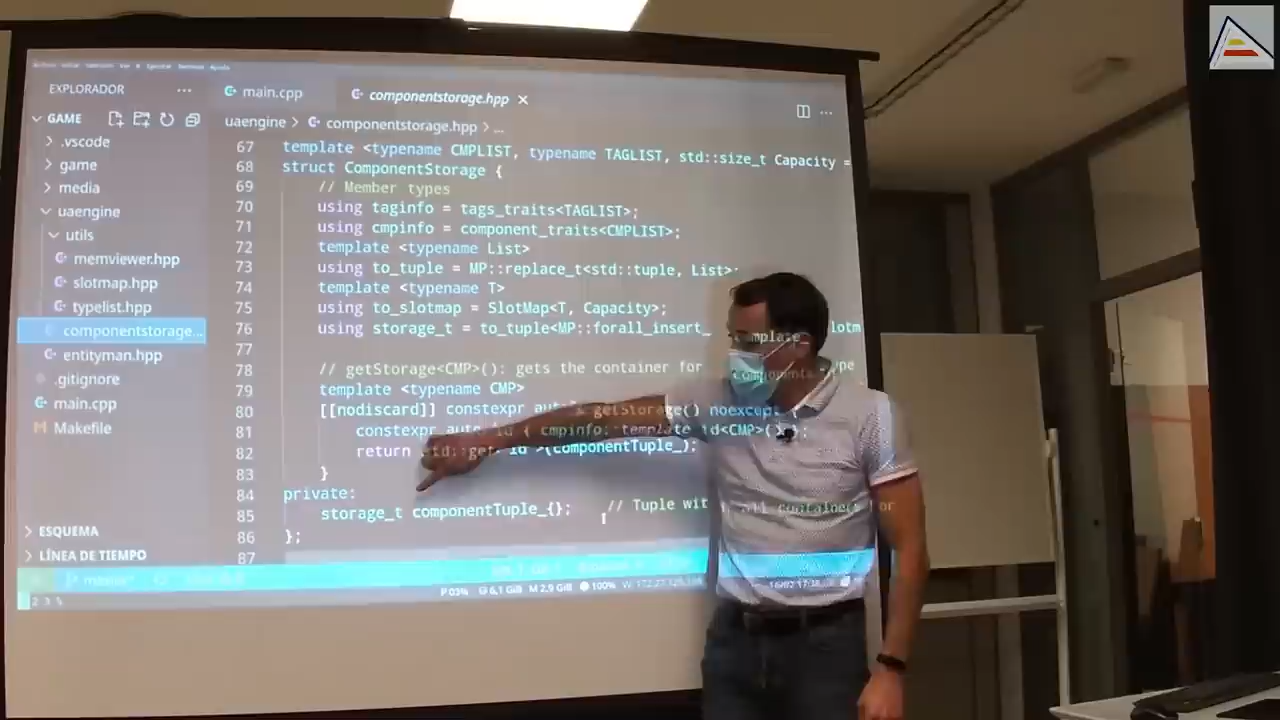 EXPLORADOR ...
GAME
.vscode
game
media
uaengine
utils
memviewer.hpp
slotmap.hpp
typelist.hpp
componentstorage...
entityman.hpp
.gitignore
main.cpp
Makefile
ESQUEMA
LÍNEA DE TIEMPO
main.cpp
componentstorage.hpp
uaengine > componentstorage.hpp > ...
67 template <typename CMPLIST, typename TAGLIST, std::size_t Capacity =
68 struct ComponentStorage {
69 // Member types
70 using taginfo = tags_traits<TAGLIST>;
71 using cmpinfo = component_traits<CMPLIST>;
72 template <typename List>
73 using to_tuple = MP::replace_t<std::tuple, List>;
74 template <typename T>
75 using to_slotmap = SlotMap<T, Capacity>;
76 using storage_t = to_tuple<MP::forall_insert_
77
78 // getStorage<CMP>(): gets the container for
79 template <typename CMP>
80 [[nodiscard]] constexpr auto& getStorage() noexcept {
81 constexpr auto id { cmpinfo::template id<CMP>() };
82 return std::get< id >(componentTuple_);
83 }
84 private:
85 storage_t componentTuple_{}; // Tuple with
86 };
87